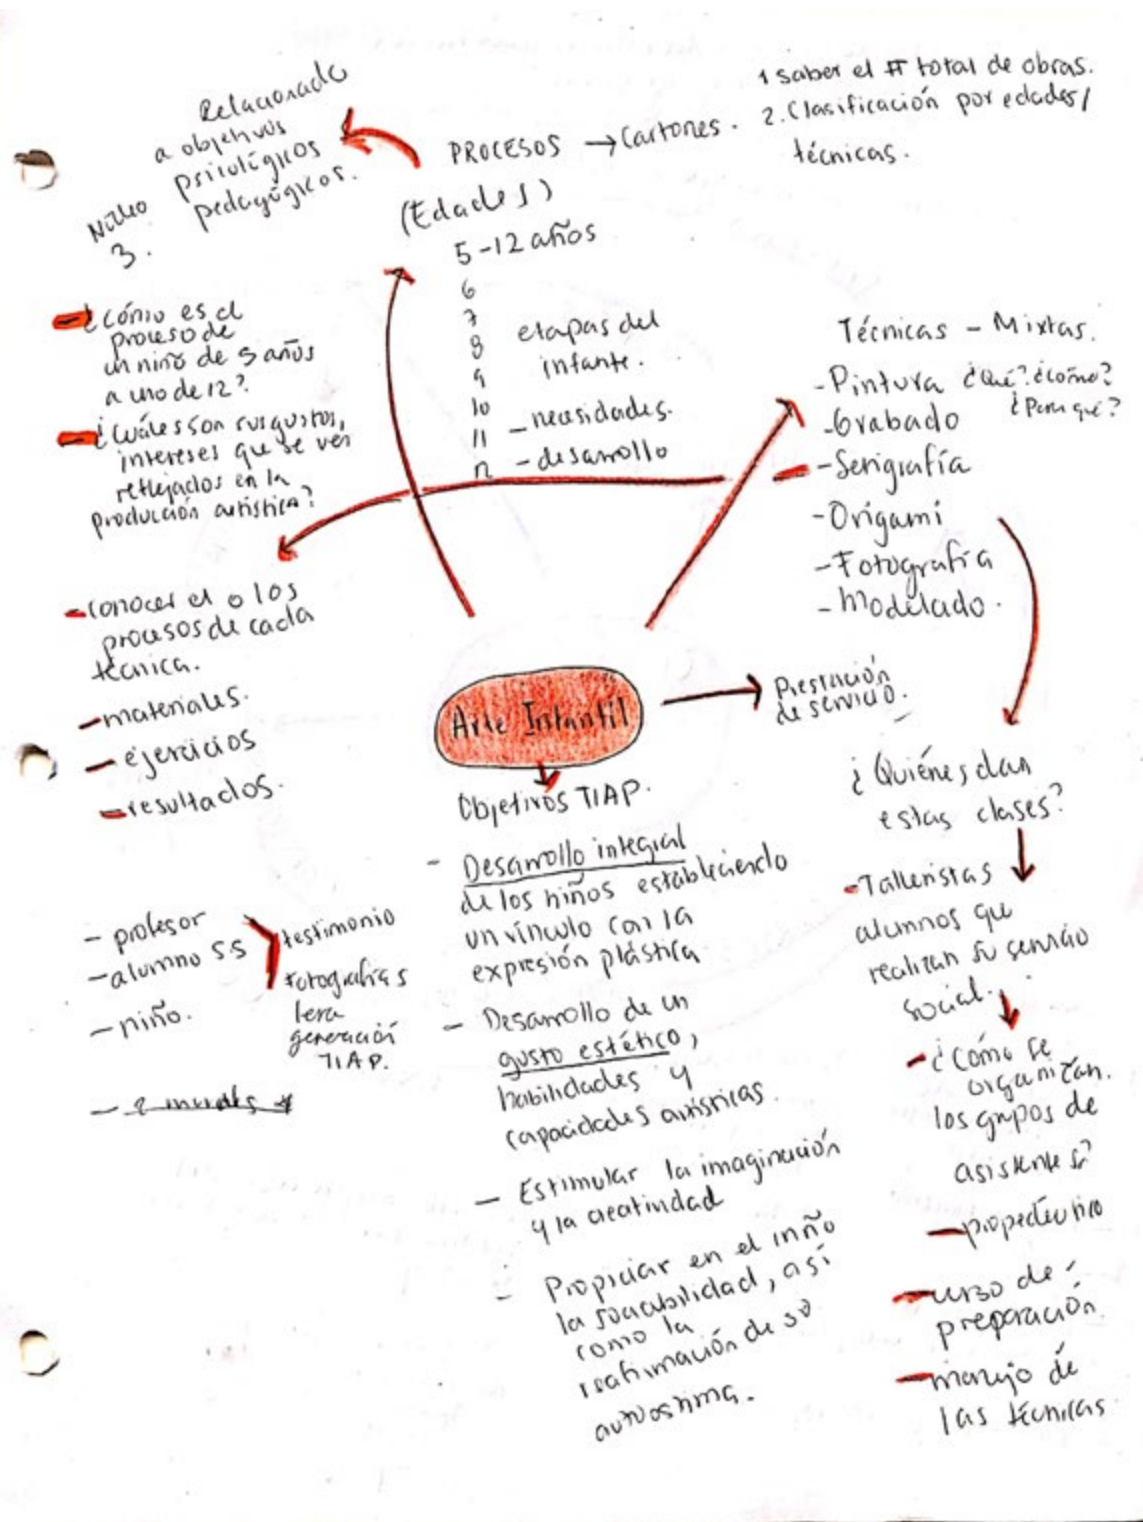 Relacionado
a objetivos
psicológicos
pedagógicos.
Núcleo
3.
PROCESOS → Cartones.
1 saber el # total de obras.
2. Clasificación por edades/
técnicas.
(Edades)
5-12 años
6
7
8
9
10
11
12
etapas del
infante.
- necesidades.
- desarrollo
- ¿cómo es el
proceso de
un niño de 5 años
a uno de 12?
- ¿Cuáles son sus gustos,
intereses que se ven
reflejados en la
producción artística?
Técnicas - Mixtas.
- Pintura ¿Qué? ¿cómo?
¿Para qué?
- Grabado
- Serigrafía
- Origami
- Fotografía
- Modelado.
- conocer el o los
procesos de cada
técnica.
- materiales.
- ejercicios
- resultados.
Arte Infantil
Prestación
de servicio.
¿Quiénes dan
estas clases?
- Talleristas
alumnos que
realizan su servicio
social.
- ¿Cómo se
organizan
los grupos de
asistentes?
- propedéutico
- curso de
preparación.
- manejo de
las técnicas
Objetivos TIAP.
- Desarrollo integral
de los niños estableciendo
un vínculo con la
expresión plástica
- Desarrollo de un
gusto estético,
habilidades y
capacidades artísticas.
- Estimular la imaginación
y la creatividad
- Propiciar en el niño
la sociabilidad, así
como la
reafirmación de su
autoestima.
- profesor
- alumno SS
- niño.
testimonio
fotografías
1era
generación
TIAP.